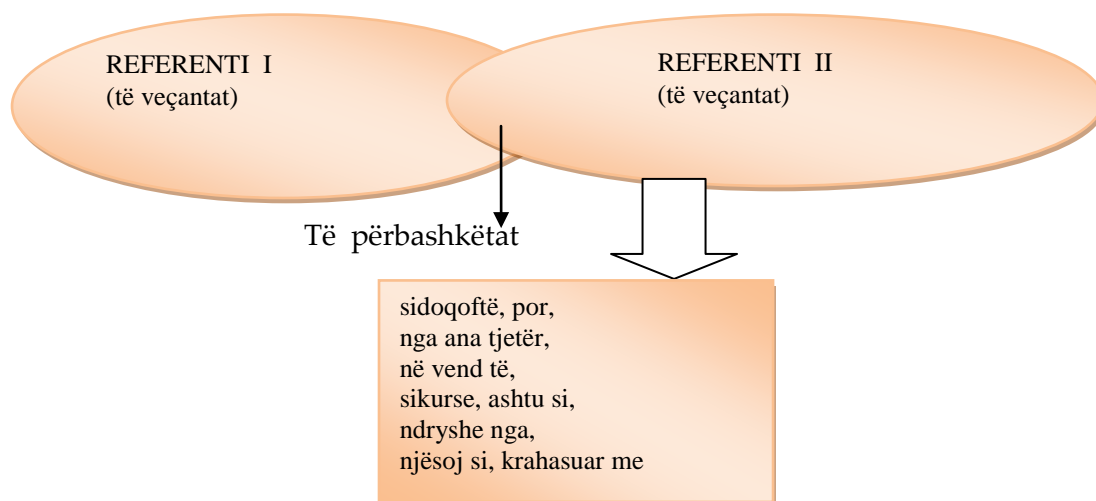 REFERENTI I
(të veçantat)
REFERENTI II
(të veçantat)
Të përbashkëtat
sidoqoftë, por,
nga ana tjetër,
në vend të,
sikurse, ashtu si,
ndryshe nga,
njësoj si, krahasuar me